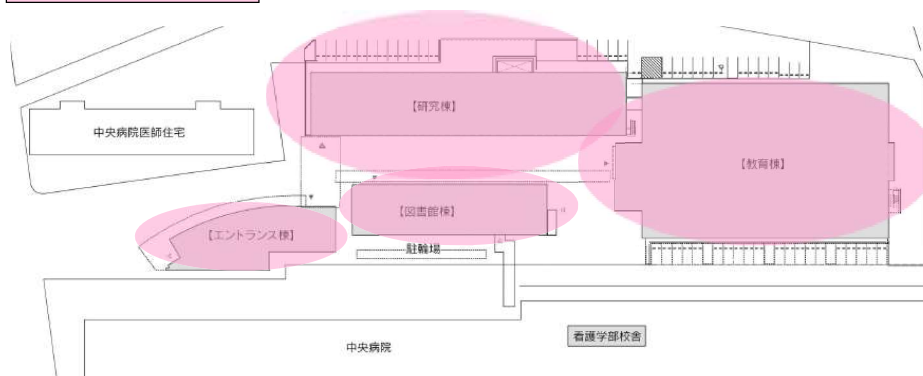 【研究棟】
中央病院医師住宅
【教育棟】
【図書館棟】
【エントランス棟】
駐輪場
看護学部校舎
中央病院